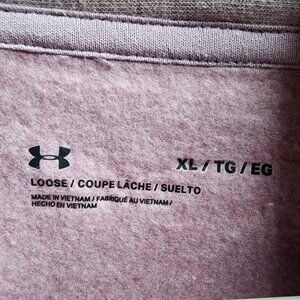 XL / TG / EG
LOOSE / COUPE LÂCHE / SUELTO
MADE IN VIETNAM / FABRIQUÉ AU VIETNAM /
HECHO EN VIETNAM